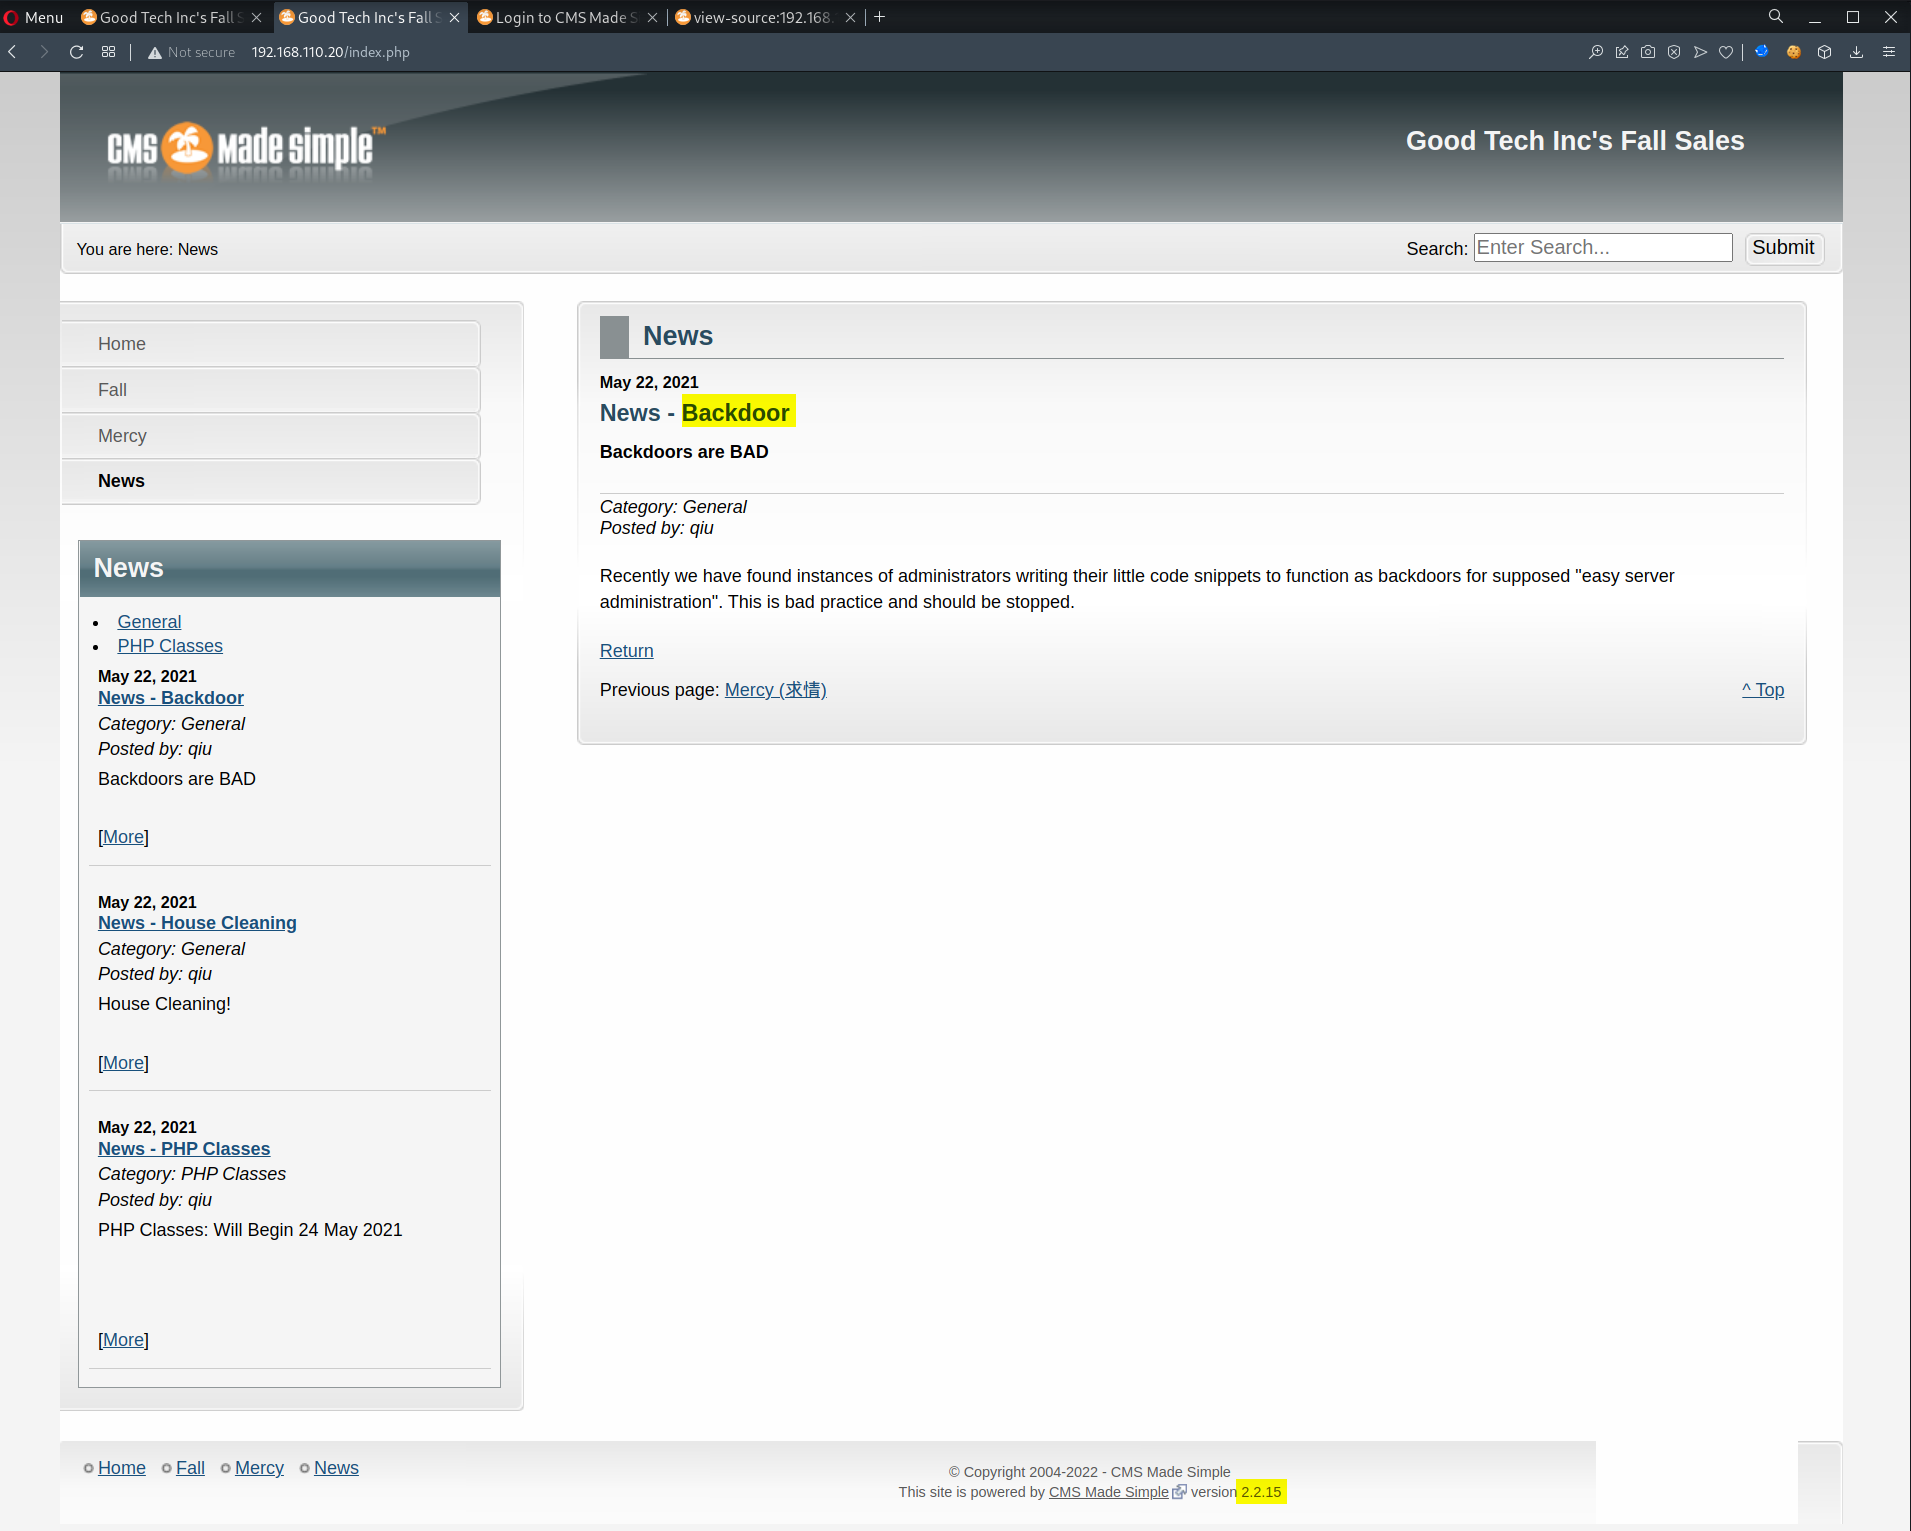 Menu
Good Tech Inc's Fall S
Good Tech Inc's Fall S
Login to CMS Made S
view-source:192.168.
Not secure
192.168.110.20/index.php
CMS Made simple™
Good Tech Inc's Fall Sales
You are here: News
Search: Enter Search... Submit
Home
Fall
Mercy
News
News
General
PHP Classes
May 22, 2021
News - Backdoor
Category: General
Posted by: qiu
Backdoors are BAD
[More]
May 22, 2021
News - House Cleaning
Category: General
Posted by: qiu
House Cleaning!
[More]
May 22, 2021
News - PHP Classes
Category: PHP Classes
Posted by: qiu
PHP Classes: Will Begin 24 May 2021
[More]
News
May 22, 2021
News - Backdoor
Backdoors are BAD
Category: General
Posted by: qiu
Recently we have found instances of administrators writing their little code snippets to function as backdoors for supposed "easy server
administration". This is bad practice and should be stopped.
Return
Previous page: Mercy (求情)
^ Top
Home Fall Mercy News
© Copyright 2004-2022 - CMS Made Simple
This site is powered by CMS Made Simple version 2.2.15